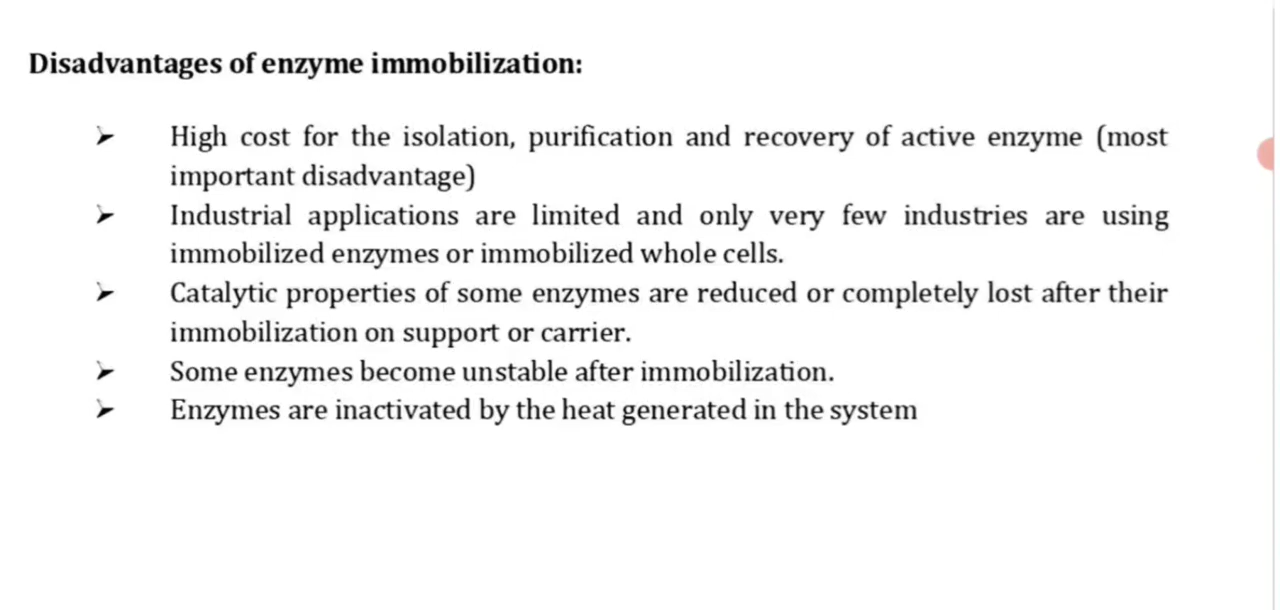 Disadvantages of enzyme immobilization:
➤ High cost for the isolation, purification and recovery of active enzyme (most
important disadvantage)
➤ Industrial applications are limited and only very few industries are using
immobilized enzymes or immobilized whole cells.
➤ Catalytic properties of some enzymes are reduced or completely lost after their
immobilization on support or carrier.
➤ Some enzymes become unstable after immobilization.
➤ Enzymes are inactivated by the heat generated in the system